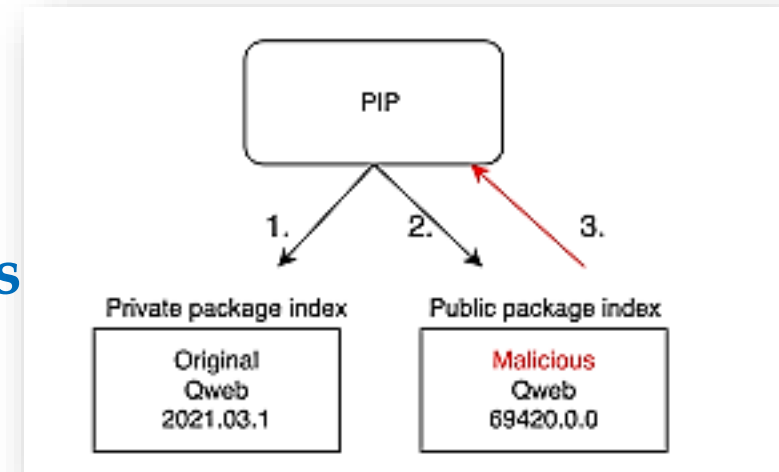 PIP
1. 2. 3.
s
Private package index Public package index
Original Malicious
Qweb Qweb
2021.03.1 69420.0.0